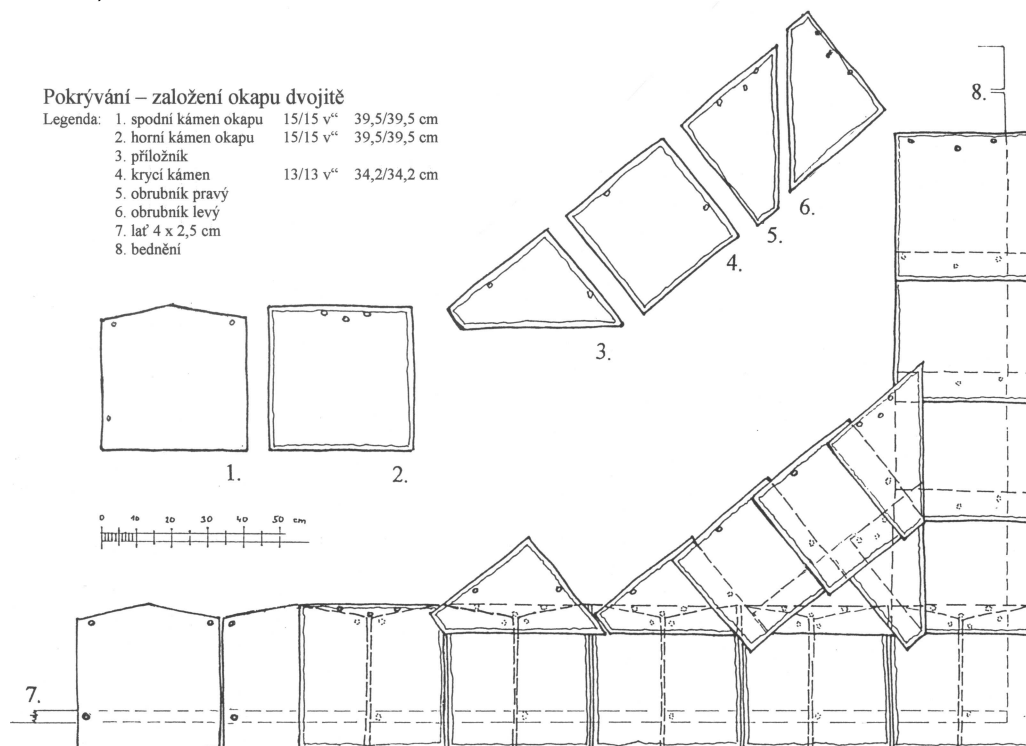 Pokrývání – založení okapu dvojitě
Legenda: 1. spodní kámen okapu 15/15 v“ 39,5/39,5 cm
2. horní kámen okapu 15/15 v“ 39,5/39,5 cm
3. příložník
4. krycí kámen 13/13 v“ 34,2/34,2 cm
5. obrubník pravý
6. obrubník levý
7. lať 4 x 2,5 cm
8. bednění
8.
6.
5.
4.
3.
1.
2.
0 10 20 30 40 50 cm
7.